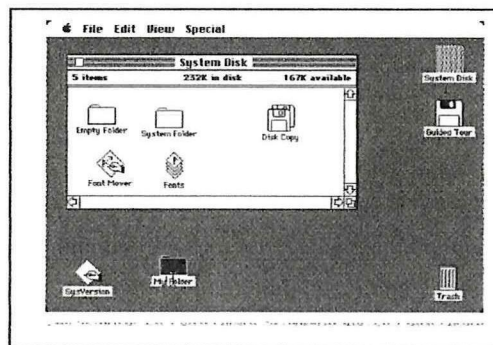 File Edit View Special
System Disk
5 items 232K in disk 167K available
Empty Folder System Folder Disk Copy
Font Mover Fonts
System Disk
Guided Tour
SysVersion My Folder Trash